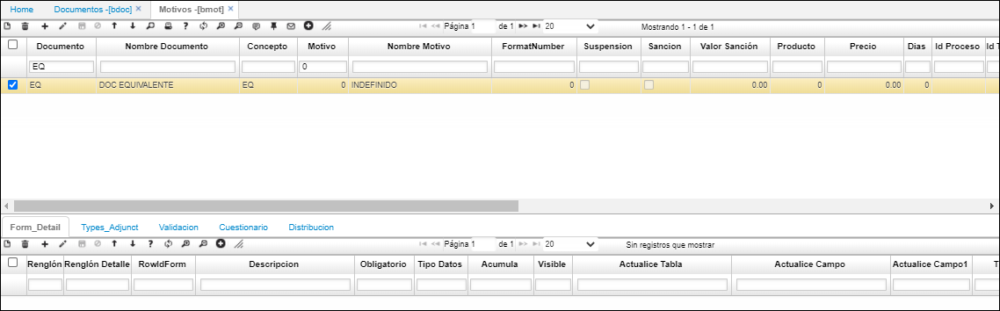 Home Documentos -[bdoc] × Motivos -[bmot] ×
Página 1 de 1 20 Mostrando 1 - 1 de 1
Documento Nombre Documento Concepto Motivo Nombre Motivo FormatNumber Suspension Sancion Valor Sanción Producto Precio Dias Id Proceso Id T
EQ 0
EQ DOC EQUIVALENTE EQ 0 INDEFINIDO 0 0.00 0 0.00 0
Form_Detail Types_Adjunct Validacion Cuestionario Distribucion
Página 1 de 1 20 Sin registros que mostrar
Renglón Renglón Detalle RowIdForm Descripcion Obligatorio Tipo Datos Acumula Visible Actualice Tabla Actualice Campo Actualice Campo1 T